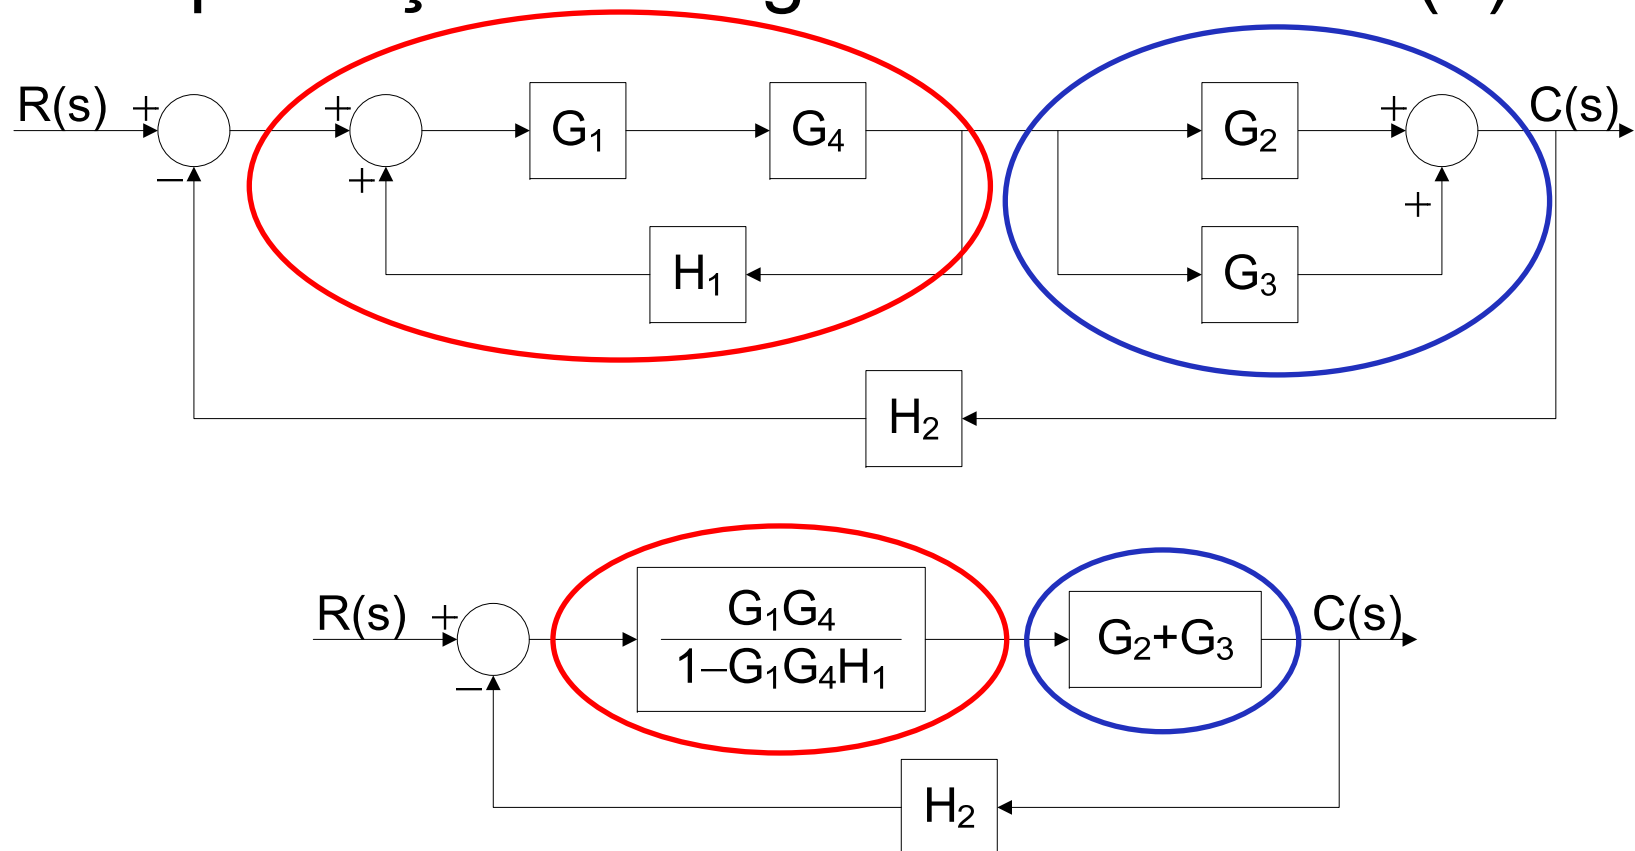 R(s) + + G₁ G₄ G₂ + C(s)
– + +
H₁ G₃
H₂
R(s) + G₁G₄ C(s)
1–G₁G₄H₁ G₂+G₃
–
H₂